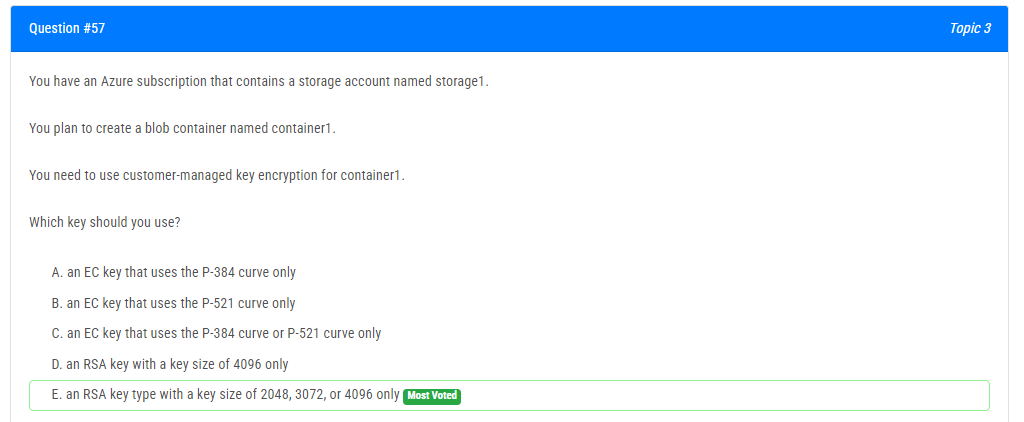 Question #57 Topic 3
You have an Azure subscription that contains a storage account named storage1.
You plan to create a blob container named container1.
You need to use customer-managed key encryption for container1.
Which key should you use?
A. an EC key that uses the P-384 curve only
B. an EC key that uses the P-521 curve only
C. an EC key that uses the P-384 curve or P-521 curve only
D. an RSA key with a key size of 4096 only
E. an RSA key type with a key size of 2048, 3072, or 4096 only Most Voted